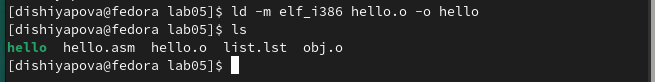 [dishiyapova@fedora lab05]$ ld -m elf_i386 hello.o -o hello
[dishiyapova@fedora lab05]$ ls
hello  hello.asm  hello.o  list.lst  obj.o
[dishiyapova@fedora lab05]$